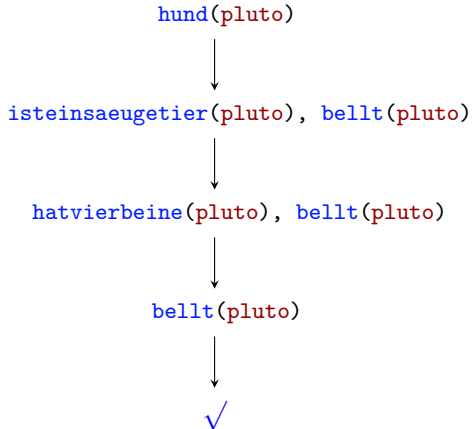 hund(pluto)
isteinsaeugetier(pluto), bellt(pluto)
hatvierbeine(pluto), bellt(pluto)
bellt(pluto)
√